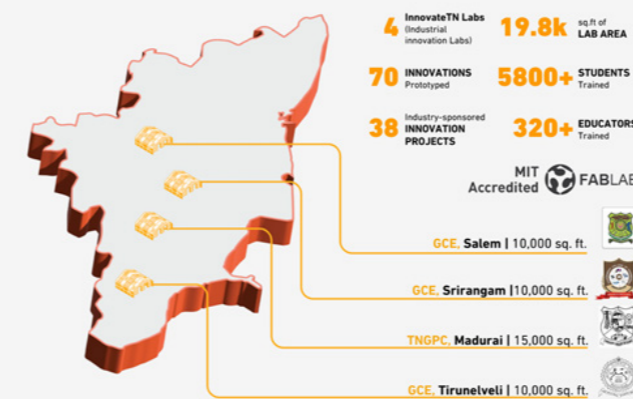 4 InnovateTN Labs
(Industrial
innovation Labs)
19.8k sq.ft of
LAB AREA
70 INNOVATIONS
Prototyped
5800+ STUDENTS
Trained
38 Industry-sponsored
INNOVATION
PROJECTS
320+ EDUCATORS
Trained
MIT
Accredited
FABLAB
GCE, Salem | 10,000 sq. ft.
GCE, Srirangam |10,000 sq. ft.
TNGPC, Madurai | 15,000 sq. ft.
GCE, Tirunelveli | 10,000 sq. ft.